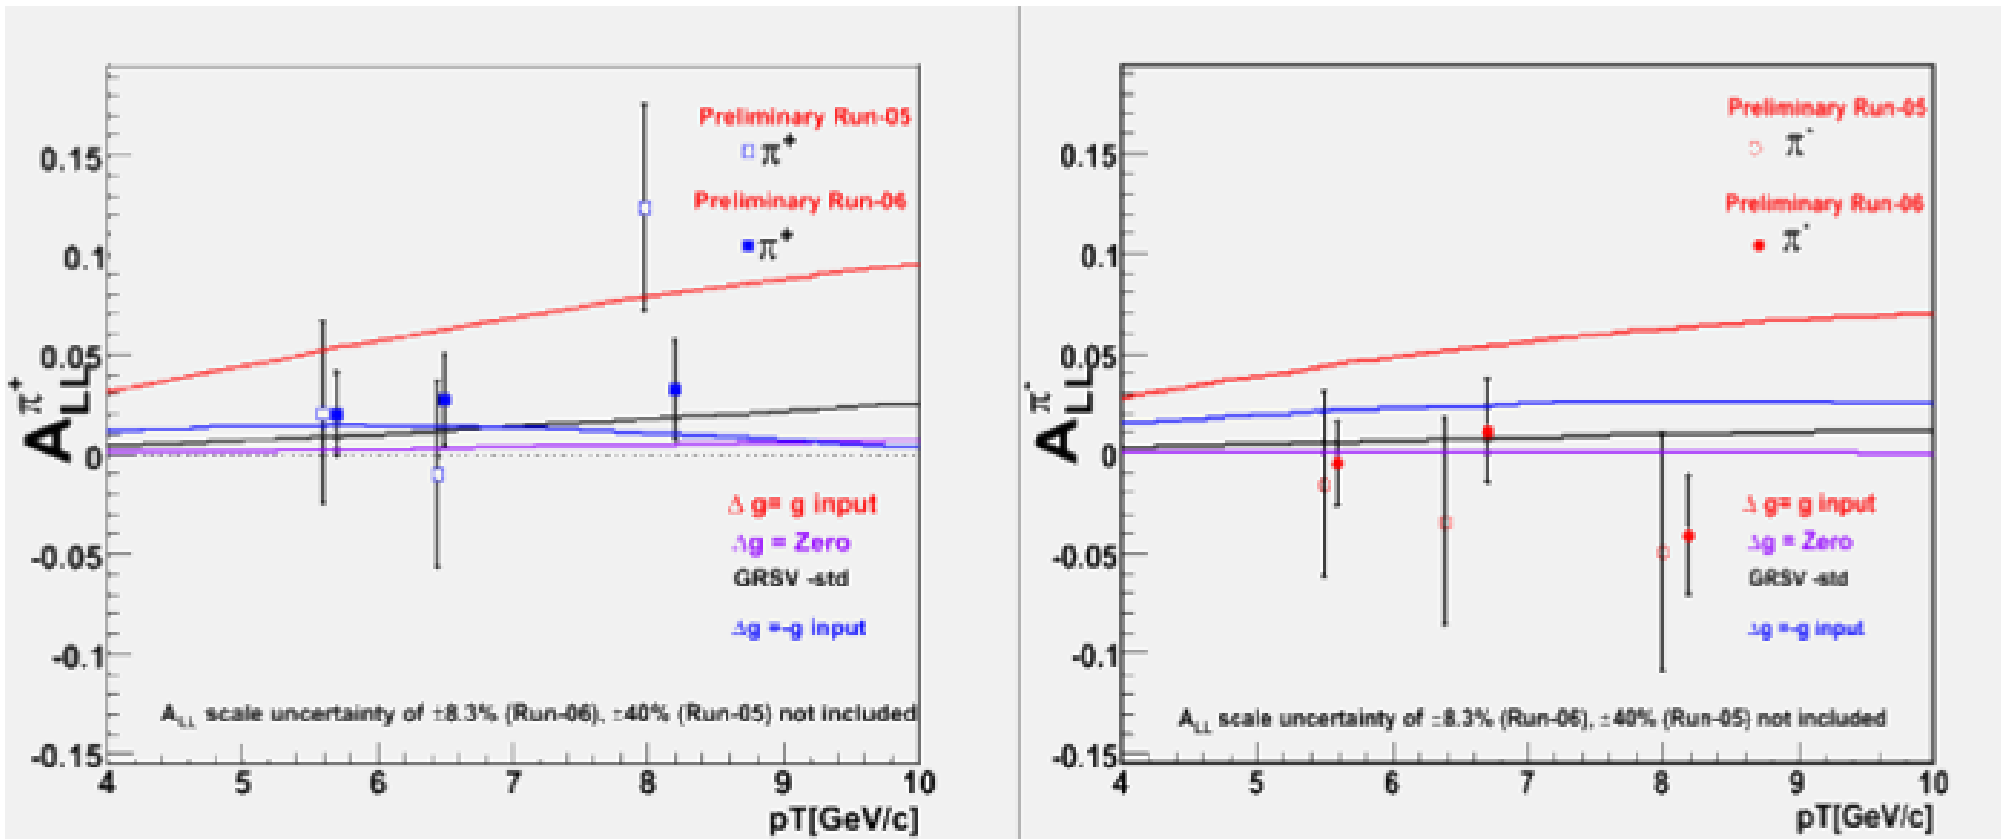 Preliminary Run-05
π⁺
Preliminary Run-06
π⁺
0.15
0.1
0.05
0
-0.05
-0.1
-0.15
A_LL^π⁺
Δ g= g input
Δg = Zero
GRSV -std
Δg =-g input
A_LL scale uncertainty of ±8.3% (Run-06), ±40% (Run-05) not included
4 5 6 7 8 9 10
pT[GeV/c]
Preliminary Run-05
π⁻
Preliminary Run-06
π⁻
0.15
0.1
0.05
0
-0.05
-0.1
-0.15
A_LL^π⁻
Δ g= g input
Δg = Zero
GRSV -std
Δg =-g input
A_LL scale uncertainty of ±8.3% (Run-06), ±40% (Run-05) not included
4 5 6 7 8 9 10
pT[GeV/c]